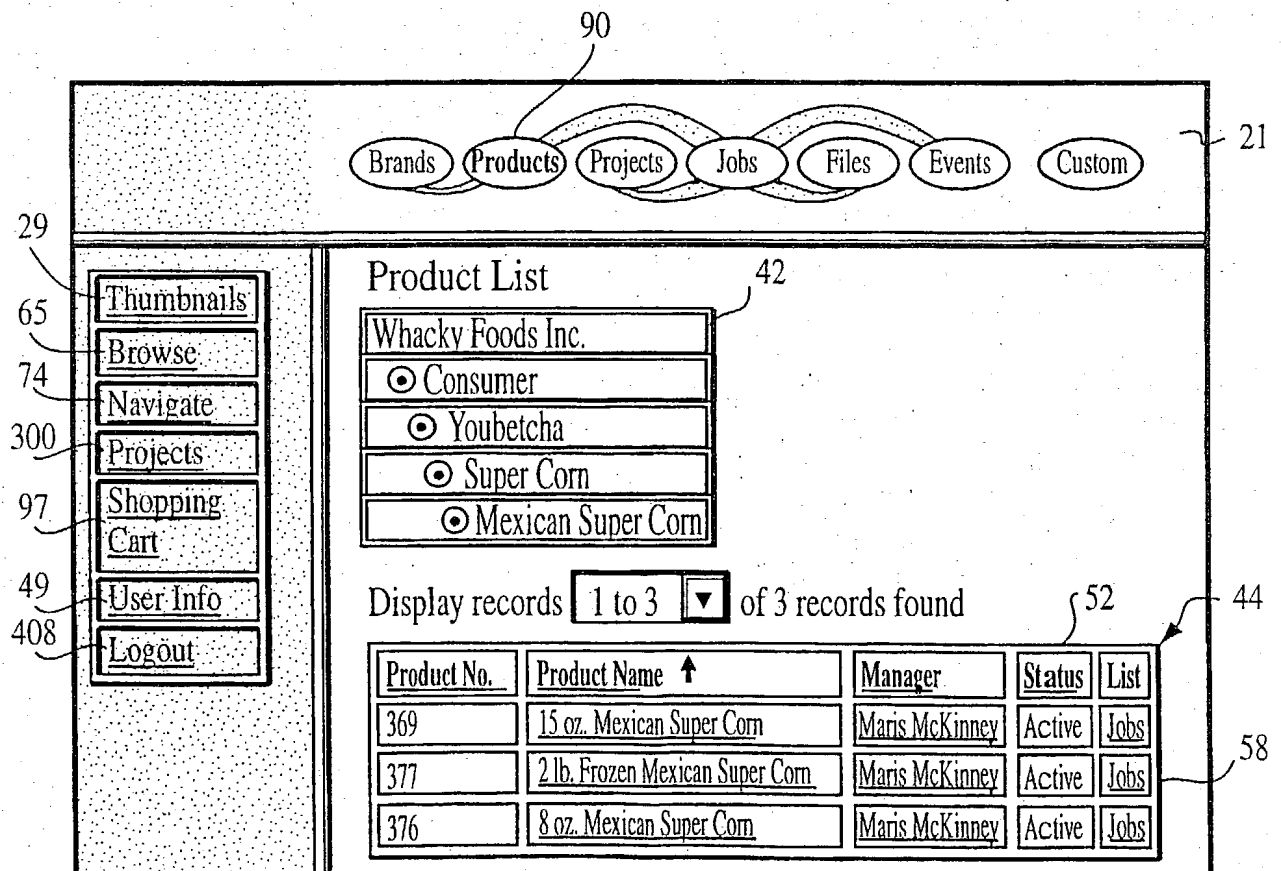 90
Brands Products Projects Jobs Files Events Custom
21
29
Thumbnails
65
Browse
74
Navigate
300
Projects
97
Shopping
Cart
49
User Info
408
Logout
Product List
42
Whacky Foods Inc.
Consumer
Youbetcha
Super Corn
Mexican Super Corn
Display records 1 to 3 of 3 records found
52
44
Product No. Product Name Manager Status List
369 15 oz. Mexican Super Corn Maris McKinney Active Jobs
377 2 lb. Frozen Mexican Super Corn Maris McKinney Active Jobs
58
376 8 oz. Mexican Super Corn Maris McKinney Active Jobs